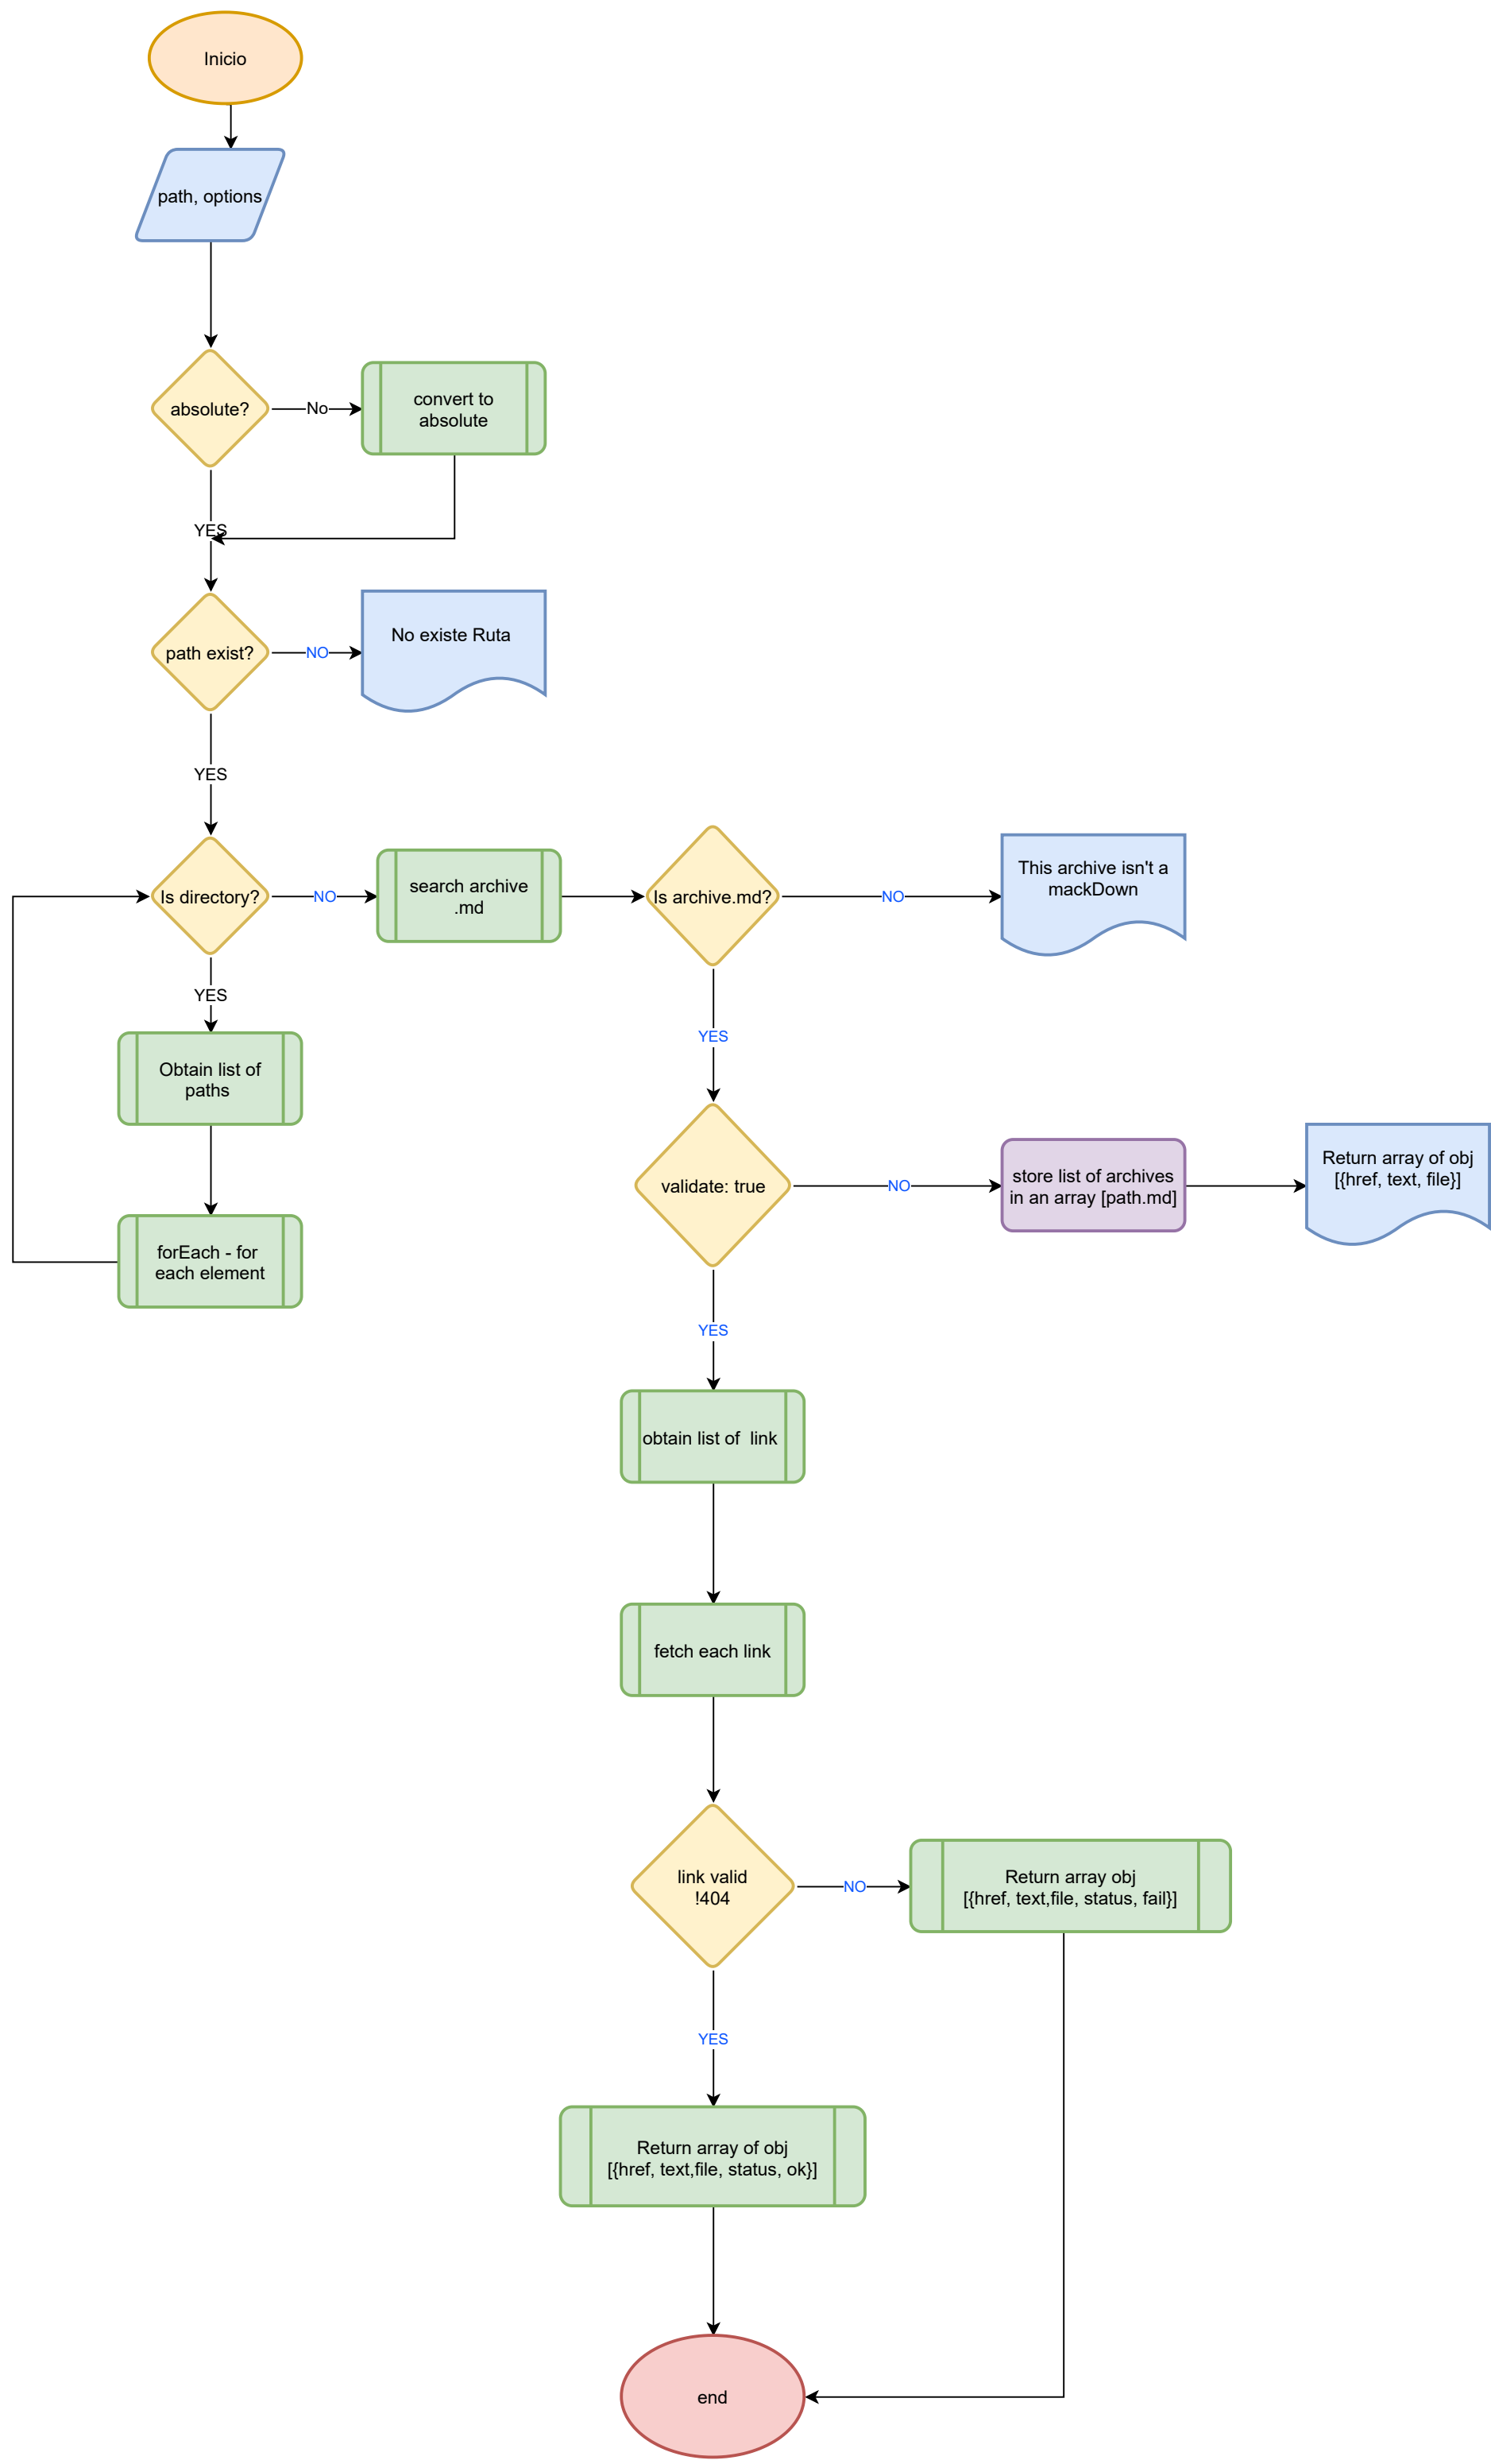 Inicio
path, options
absolute?
No
convert to
absolute
YES
path exist?
NO
No existe Ruta
YES
Is directory?
NO
search archive
.md
Is archive.md?
NO
This archive isn't a
mackDown
YES
Obtain list of
paths
forEach - for
each element
YES
validate: true
NO
store list of archives
in an array [path.md]
Return array of obj
[{href, text, file}]
YES
obtain list of  link
fetch each link
link valid
!404
NO
Return array obj
[{href, text,file, status, fail}]
YES
Return array of obj
[{href, text,file, status, ok}]
end